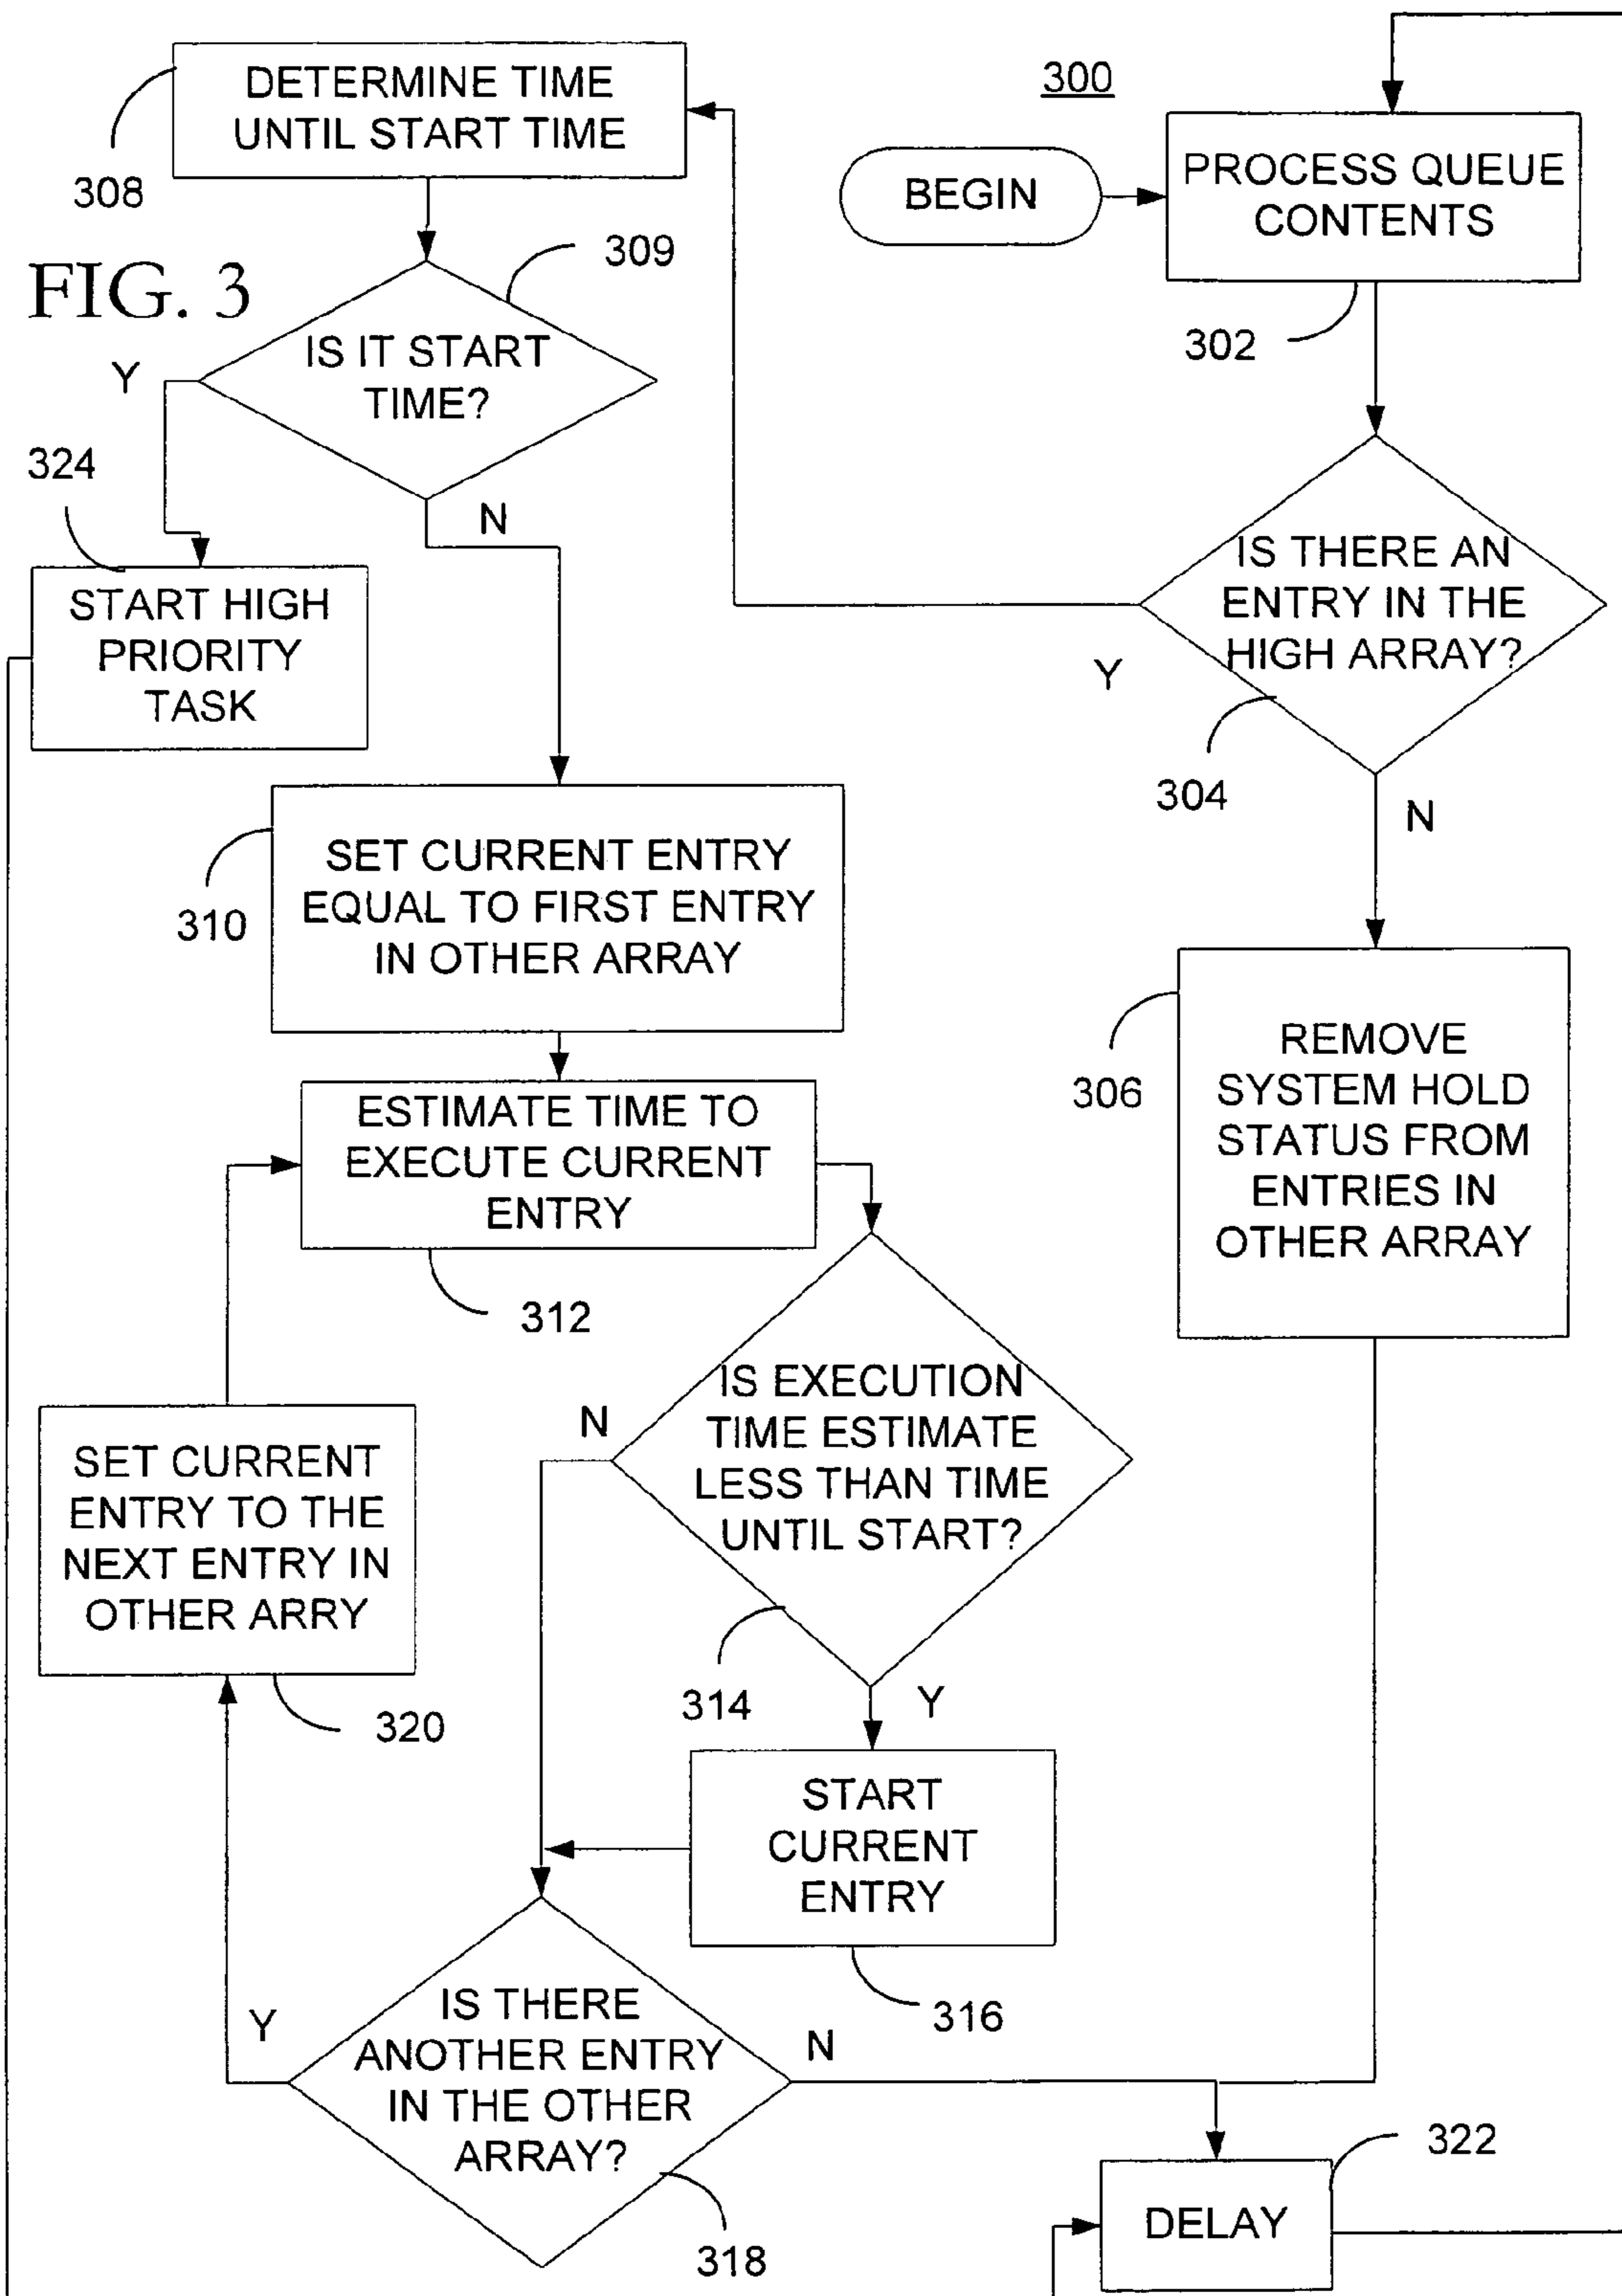 300
BEGIN
PROCESS QUEUE
CONTENTS
302
IS THERE AN
ENTRY IN THE
HIGH ARRAY?
Y
304
N
306
REMOVE
SYSTEM HOLD
STATUS FROM
ENTRIES IN
OTHER ARRAY
DETERMINE TIME
UNTIL START TIME
308
309
FIG. 3
IS IT START
TIME?
Y
N
324
START HIGH
PRIORITY
TASK
SET CURRENT ENTRY
EQUAL TO FIRST ENTRY
IN OTHER ARRAY
310
ESTIMATE TIME TO
EXECUTE CURRENT
ENTRY
312
IS EXECUTION
TIME ESTIMATE
LESS THAN TIME
UNTIL START?
N
314
Y
START
CURRENT
ENTRY
316
SET CURRENT
ENTRY TO THE
NEXT ENTRY IN
OTHER ARRY
320
IS THERE
ANOTHER ENTRY
IN THE OTHER
ARRAY?
Y
N
318
322
DELAY